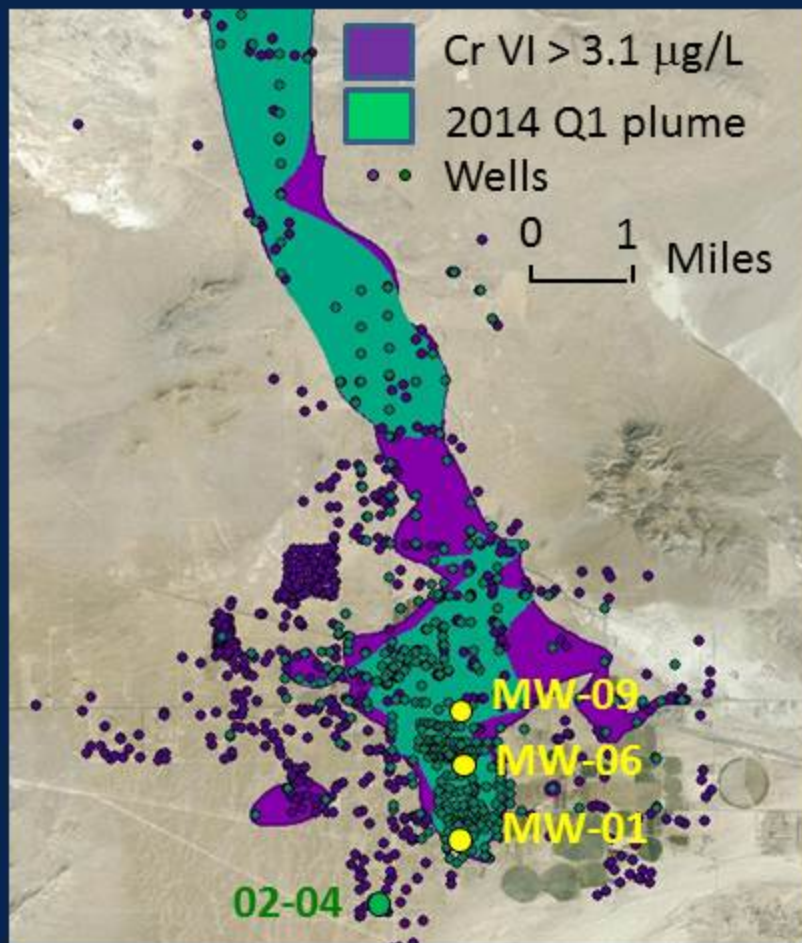 Cr VI > 3.1 μg/L
2014 Q1 plume
Wells
0 1 Miles
MW-09
MW-06
MW-01
02-04